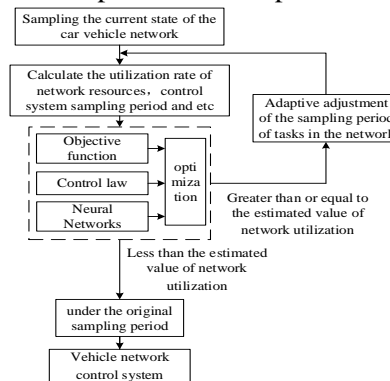 Sampling the current state of the
car vehicle network
Calculate the utilization rate of
network resources, control
system sampling period and etc
Adaptive adjustment
of the sampling period
of tasks in the network
Objective
function
Control law
Neural
Networks
opti
miza
tion
Greater than or equal to
the estimated value of
network utilization
Less than the estimated
value of network
utilization
under the original
sampling period
Vehicle network
control system